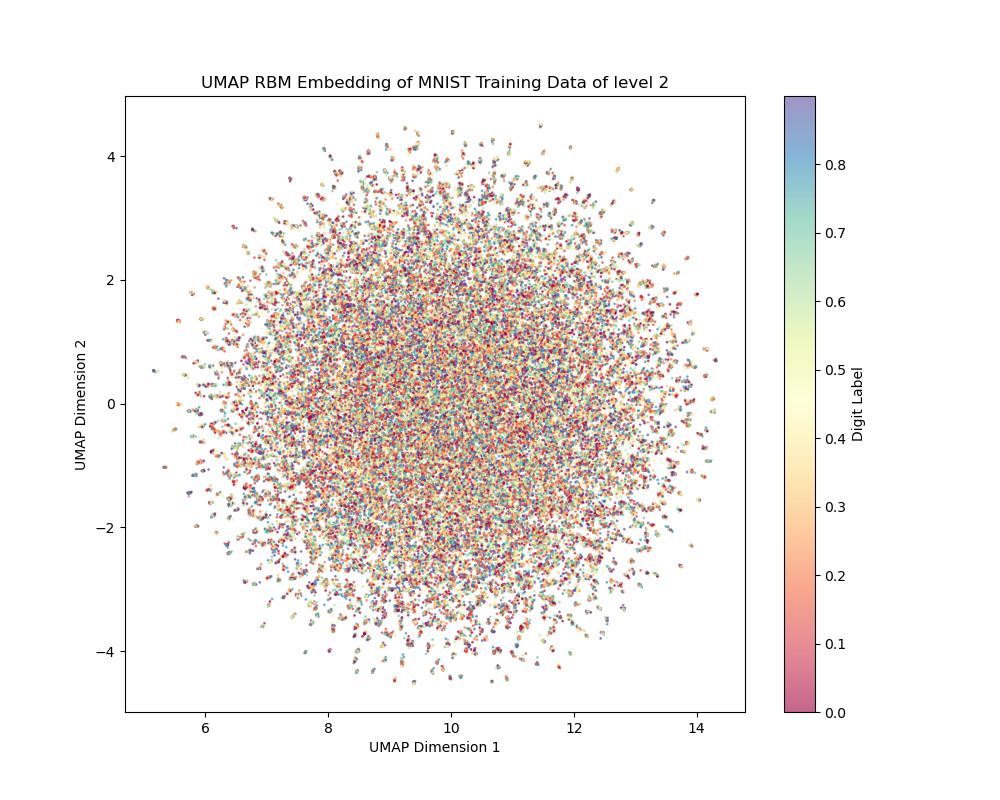 UMAP RBM Embedding of MNIST Training Data of level 2
4
2
0
−2
−4
UMAP Dimension 2
6 8 10 12 14
UMAP Dimension 1
0.8
0.7
0.6
0.5
0.4
0.3
0.2
0.1
0.0
Digit Label